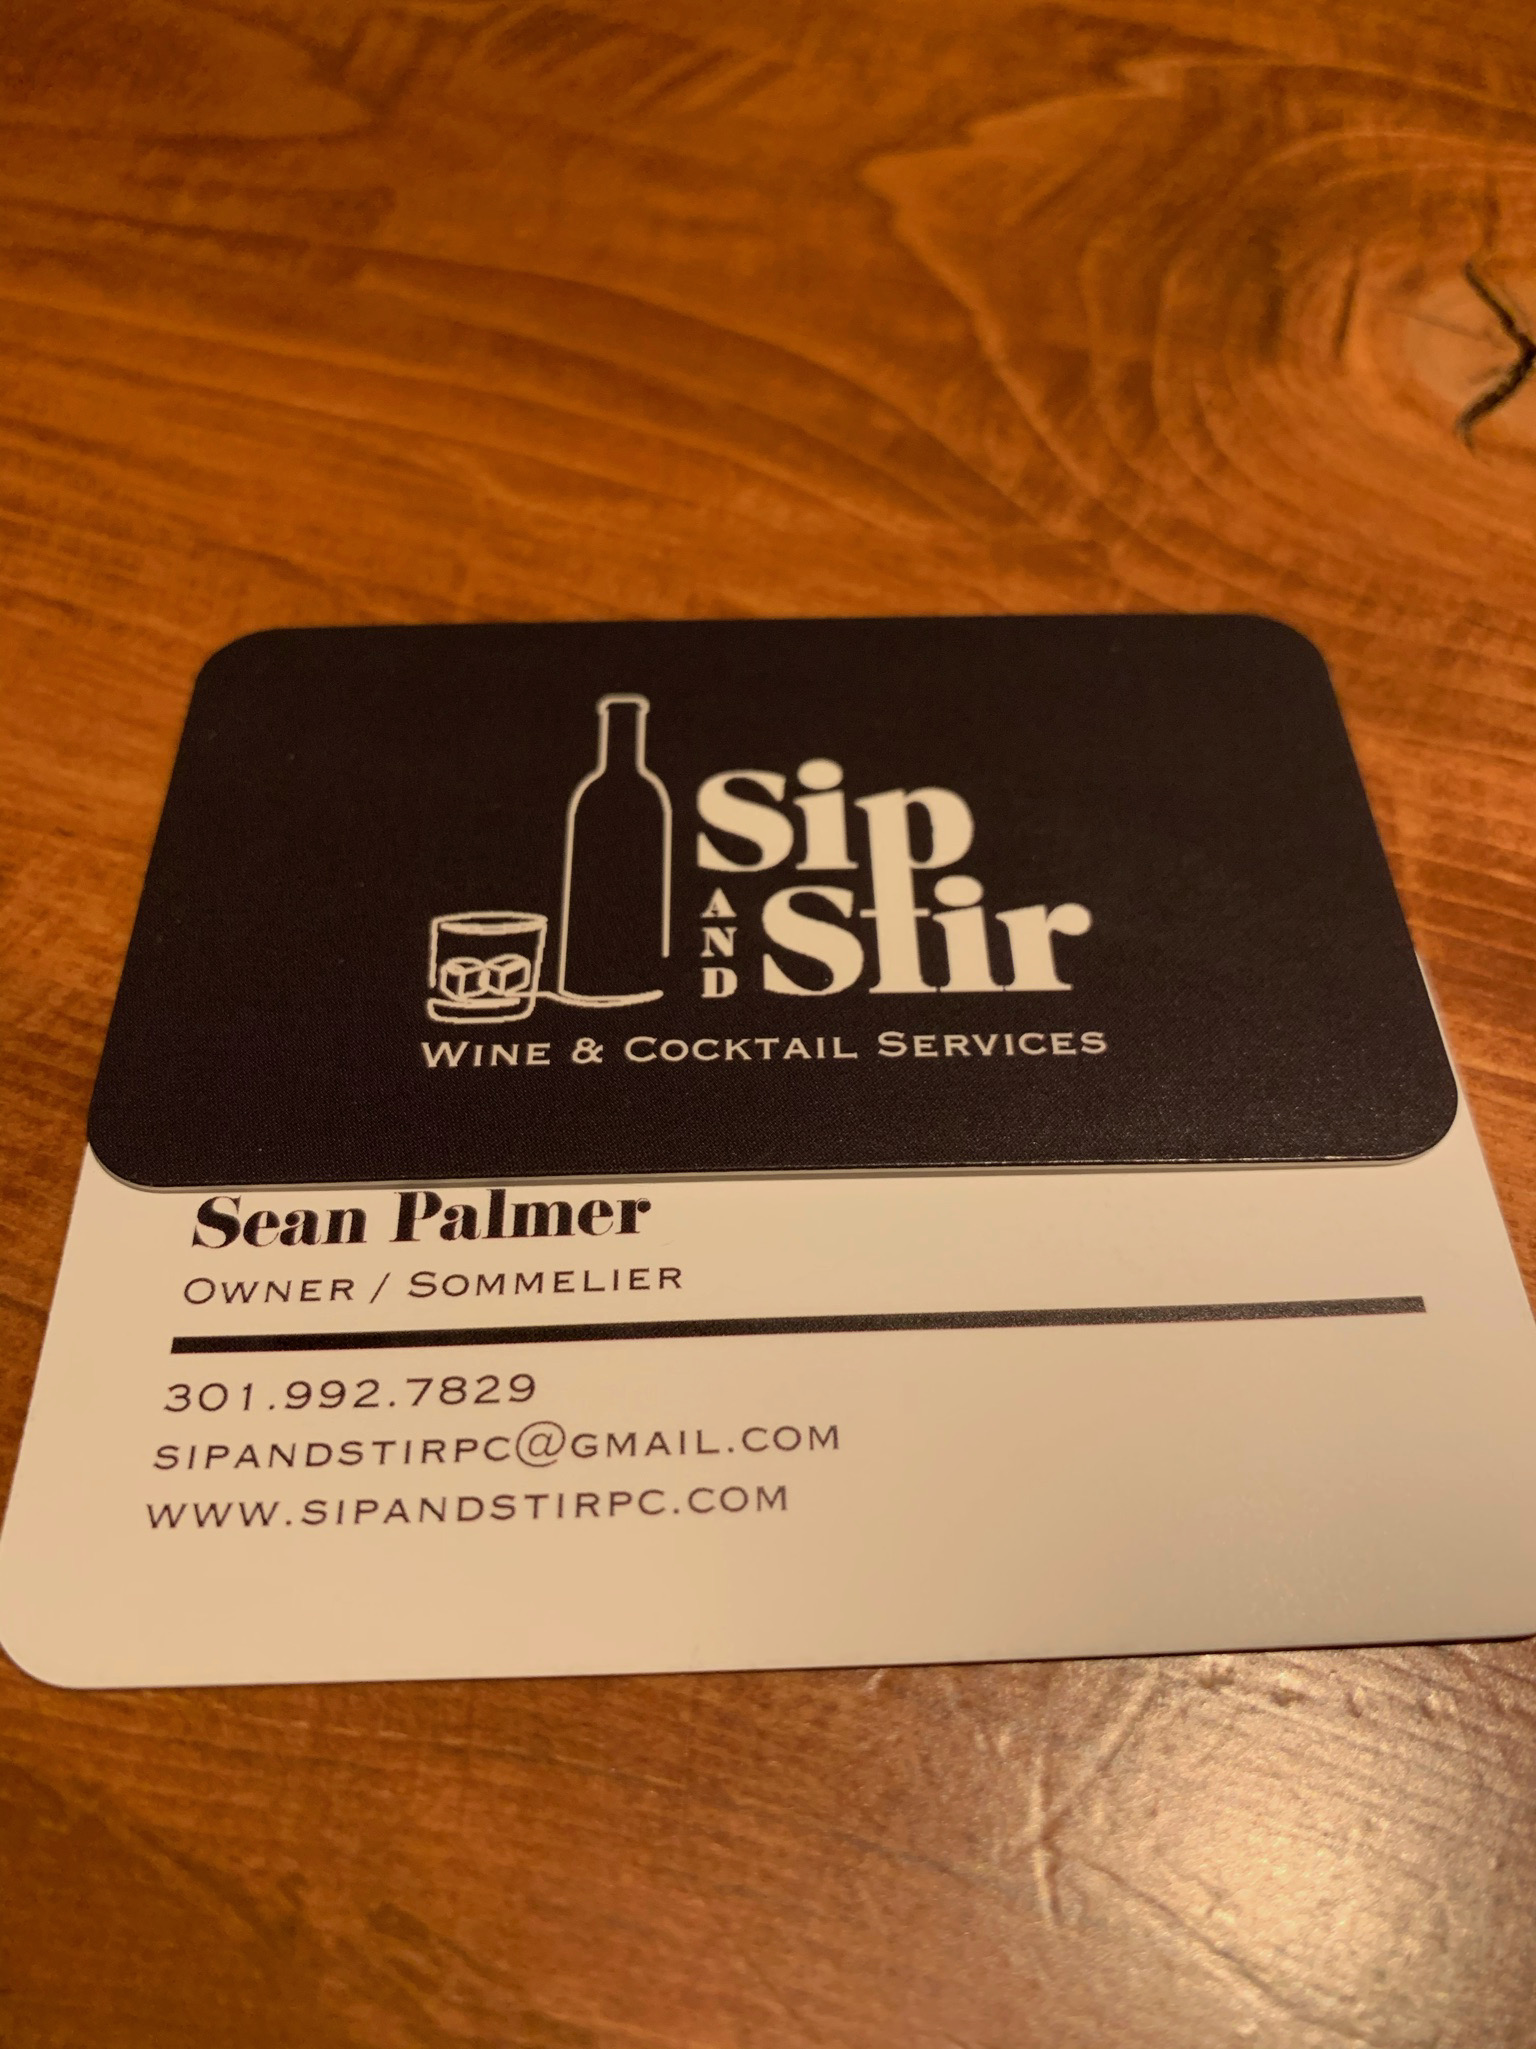 Sip
AND
Stir
WINE & COCKTAIL SERVICES
Sean Palmer
OWNER / SOMMELIER
301.992.7829
SIPANDSTIRPC@GMAIL.COM
WWW.SIPANDSTIRPC.COM